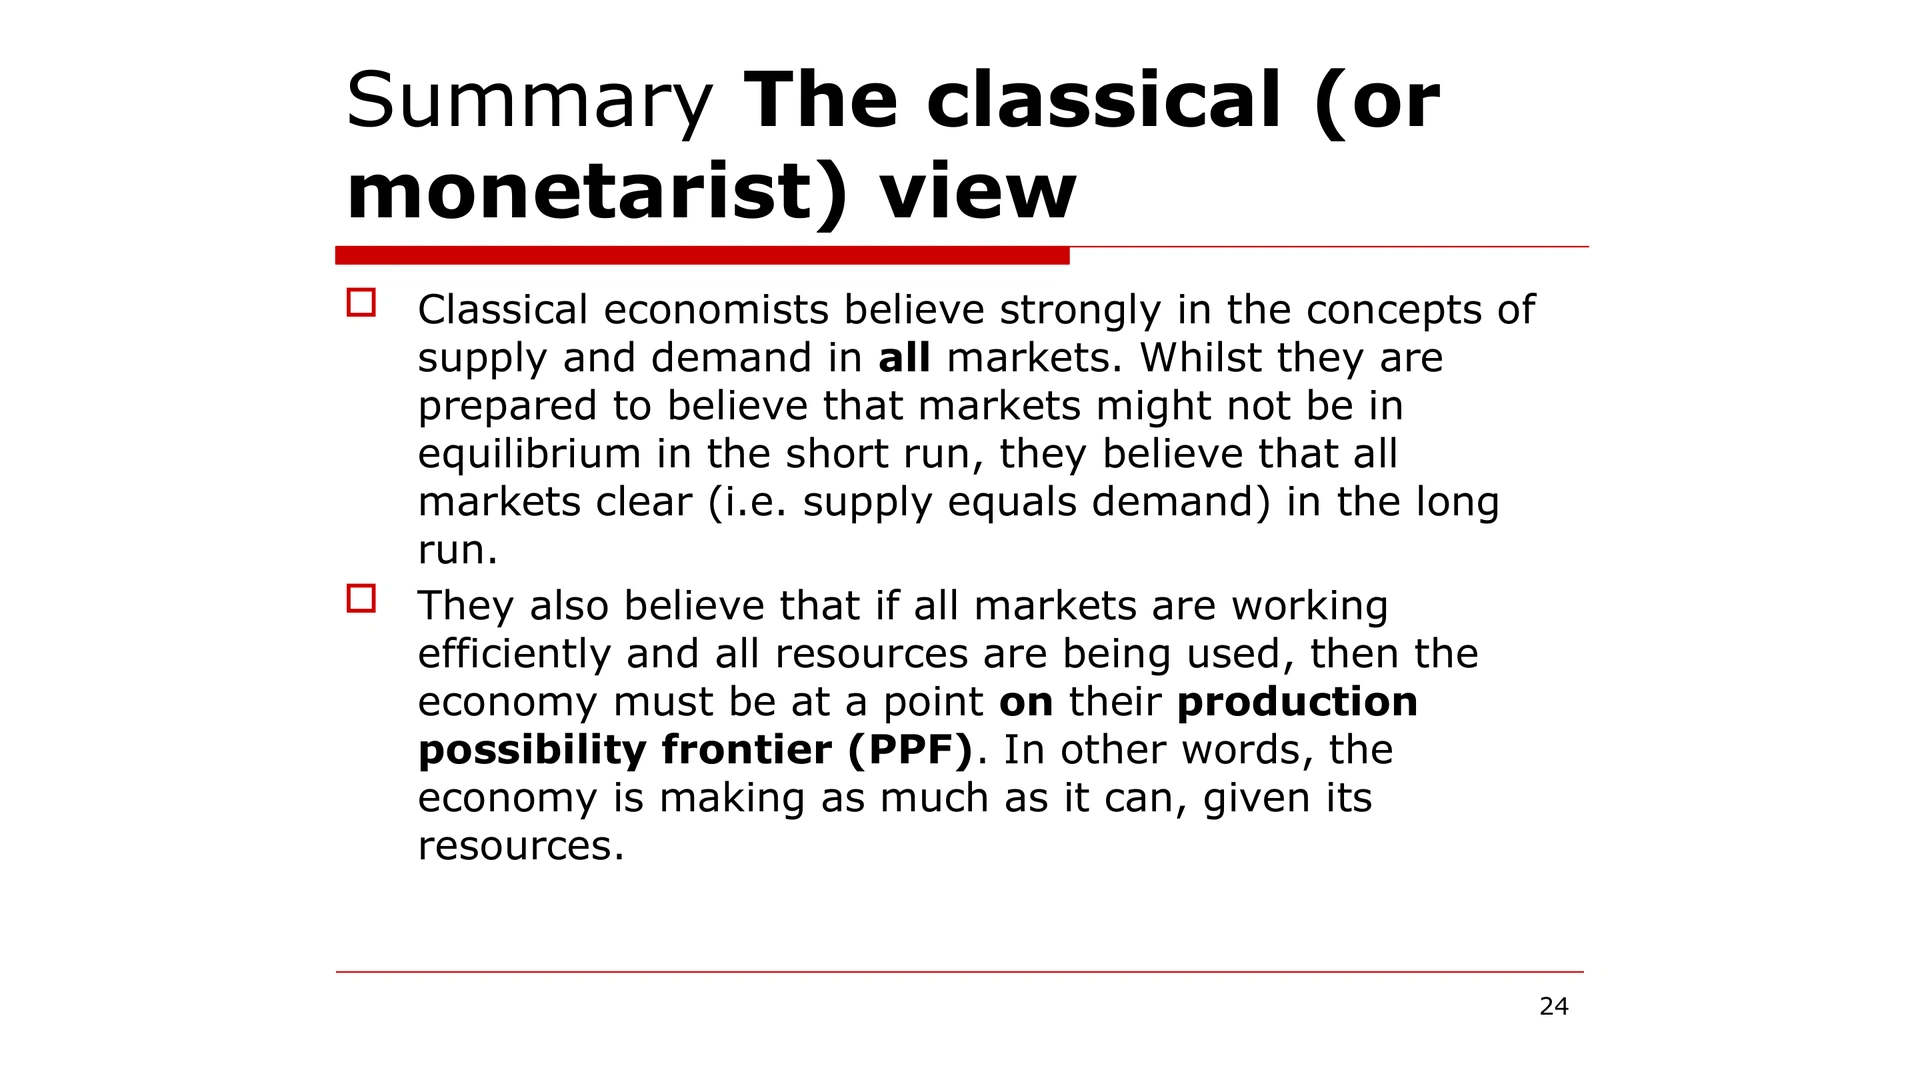 Summary The classical (or
monetarist) view
Classical economists believe strongly in the concepts of
supply and demand in all markets. Whilst they are
prepared to believe that markets might not be in
equilibrium in the short run, they believe that all
markets clear (i.e. supply equals demand) in the long
run.
They also believe that if all markets are working
efficiently and all resources are being used, then the
economy must be at a point on their production
possibility frontier (PPF). In other words, the
economy is making as much as it can, given its
resources.
24